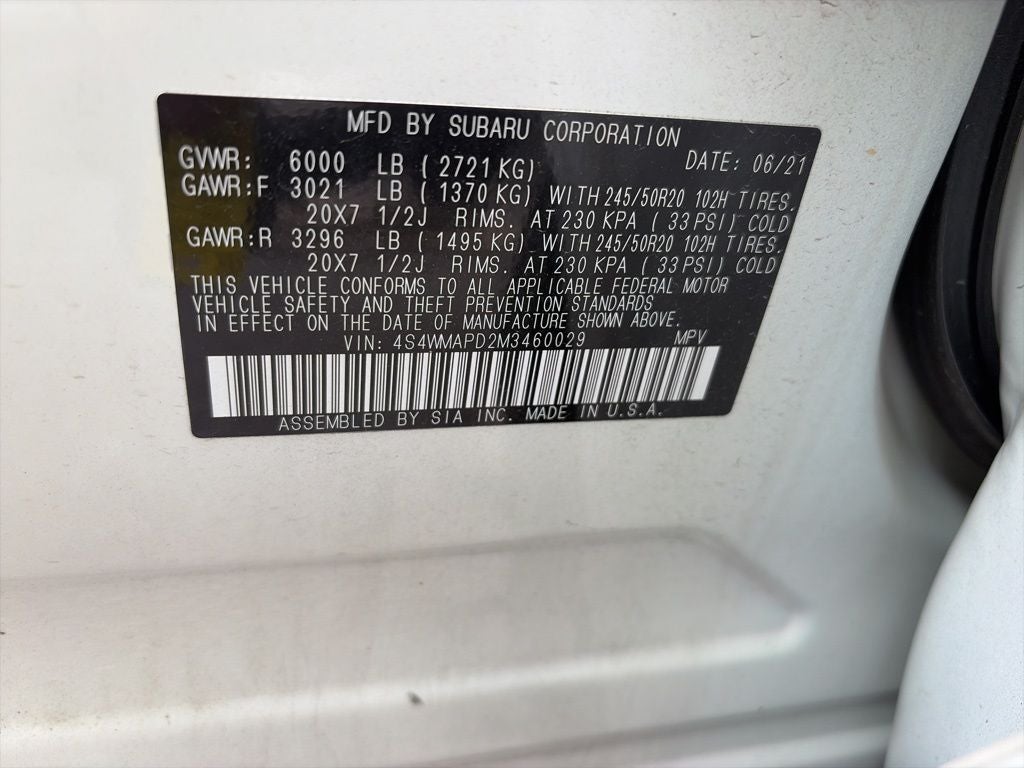 MFD BY SUBARU CORPORATION
DATE: 06/21
GVWR: 6000 LB ( 2721 KG)
GAWR:F 3021 LB ( 1370 KG) WITH 245/50R20 102H TIRES.
20X7 1/2J RIMS. AT 230 KPA ( 33 PSI) COLD
GAWR:R 3296 LB ( 1495 KG) WITH 245/50R20 102H TIRES.
20X7 1/2J RIMS. AT 230 KPA ( 33 PSI) COLD
THIS VEHICLE CONFORMS TO ALL APPLICABLE FEDERAL MOTOR
VEHICLE SAFETY AND THEFT PREVENTION STANDARDS
IN EFFECT ON THE DATE OF MANUFACTURE SHOWN ABOVE.
VIN: 4S4WMAPD2M3460029 MPV
ASSEMBLED BY SIA INC. MADE IN U.S.A.